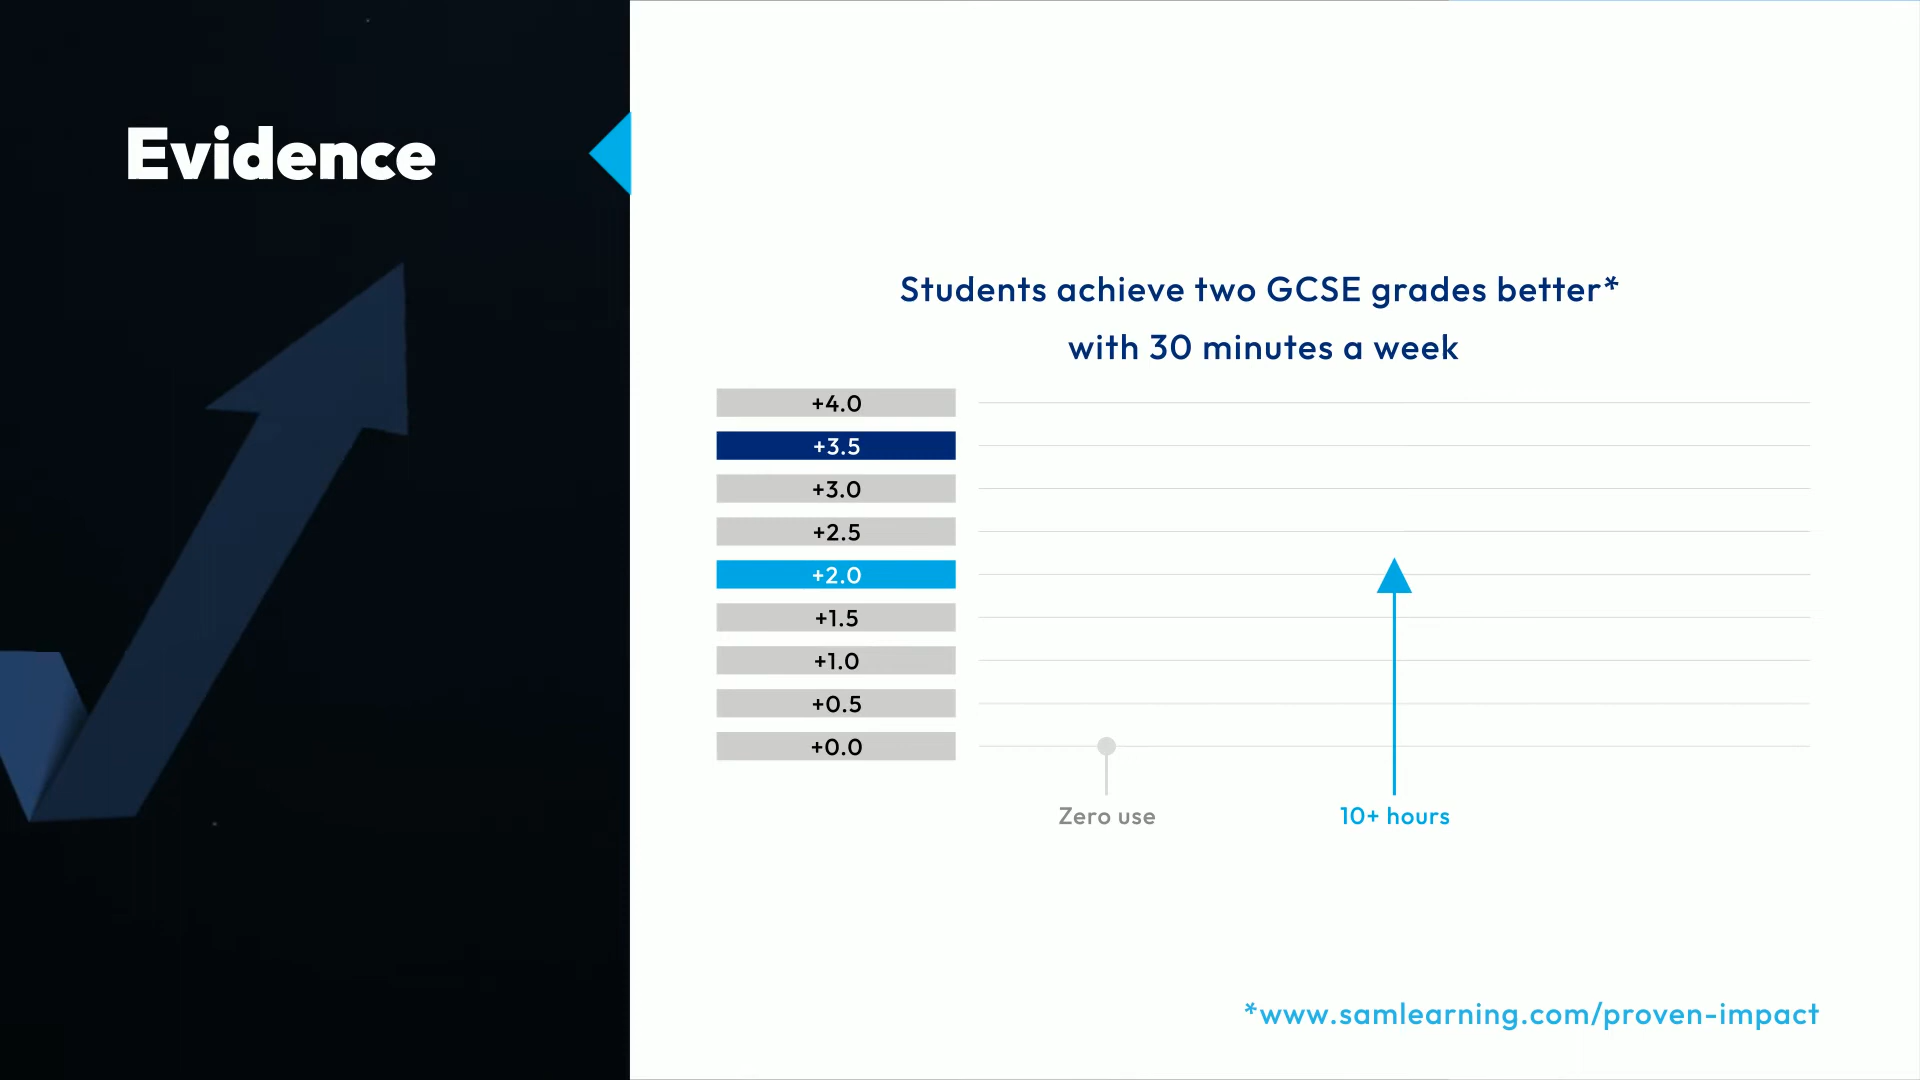 Evidence
Students achieve two GCSE grades better*
with 30 minutes a week
+4.0
+3.5
+3.0
+2.5
+2.0
+1.5
+1.0
+0.5
+0.0
Zero use
10+ hours
*www.samlearning.com/proven-impact